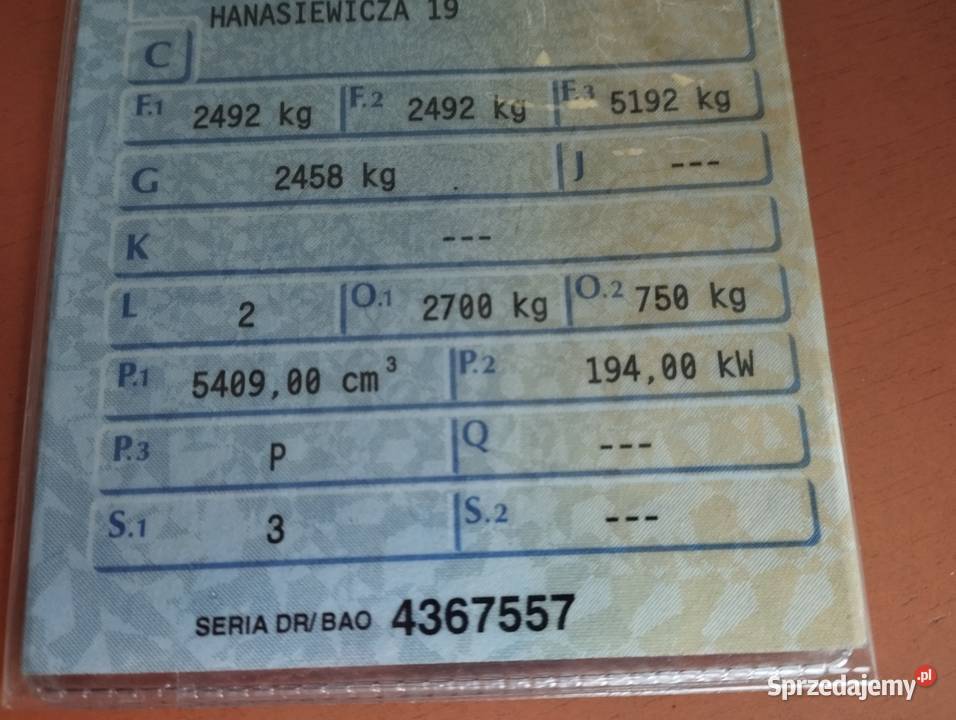 HANASIEWICZA 19
C
F.1 2492 kg F.2 2492 kg F.3 5192 kg
G 2458 kg J ---
K ---
L 2 O.1 2700 kg O.2 750 kg
P.1 5409,00 cm³ P.2 194,00 kW
P.3 P Q ---
S.1 3 S.2 ---
SERIA DR/BAO 4367557
Sprzedajemy.pl